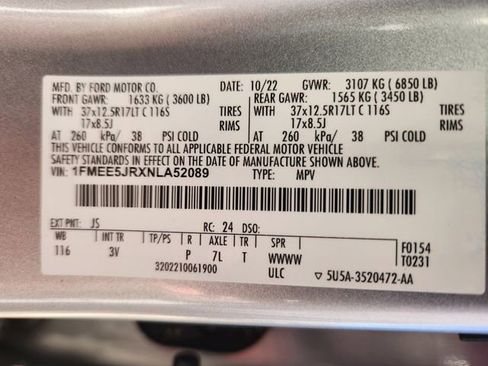 MFD. BY FORD MOTOR CO. DATE: 10/22 GVWR: 3107 KG ( 6850 LB)
FRONT GAWR: 1633 KG ( 3600 LB) REAR GAWR: 1565 KG ( 3450 LB)
37x12.5R17LT C 116S TIRES 37x12.5R17LT C 116S TIRES
17x8.5J RIMS 17x8.5J RIMS
AT 260 kPa/ 38 PSI COLD AT 260 kPa/ 38 PSI COLD
THIS VEHICLE CONFORMS TO ALL APPLICABLE FEDERAL MOTOR VEHICLE
SAFETY STANDARDS IN EFFECT ON THE DATE OF MANUFACTURE SHOWN ABOVE.
VIN: 1FMEE5JRXNLA52089 TYPE: MPV
EXT PNT: JS RC: 24 DSO:
WB INT TR TP/PS R AXLE TR SPR F0154
116 3V P 7L T WWWW T0231
3202210061900 ULC ▽ 5U5A-3520472-AA